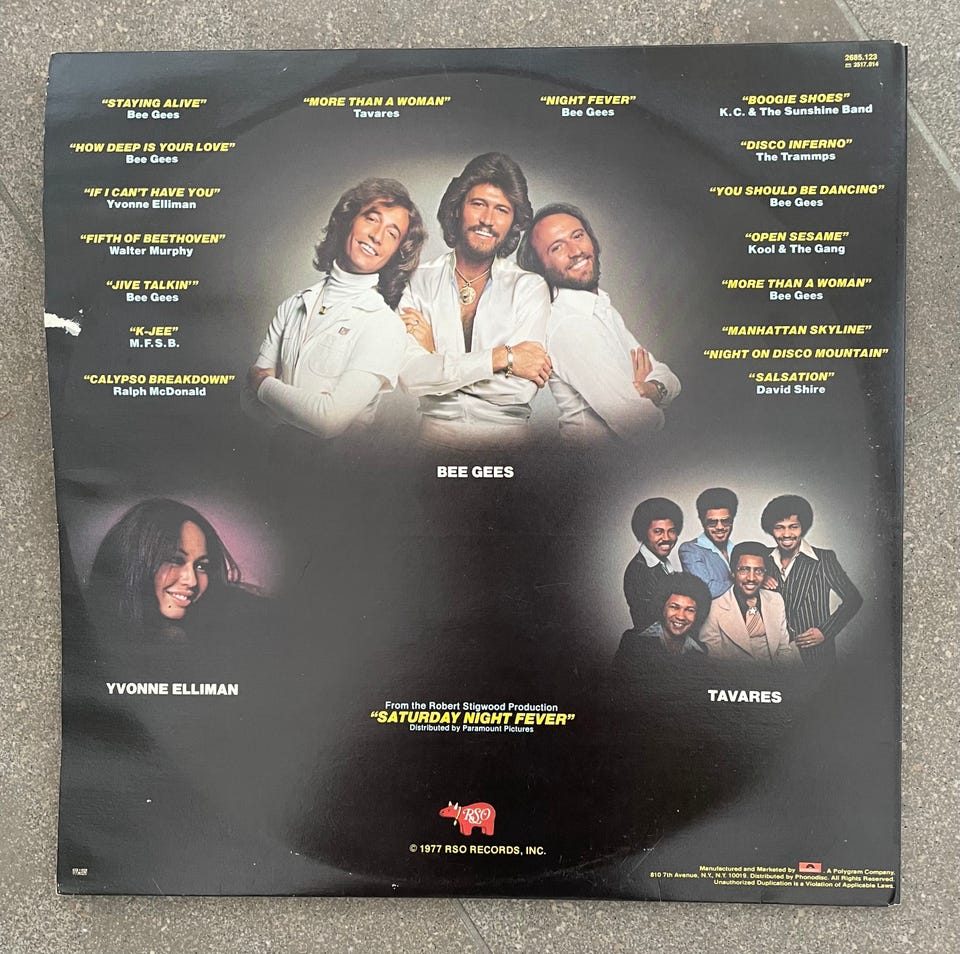 2685.123
2517.014
“STAYING ALIVE”
Bee Gees
“MORE THAN A WOMAN”
Tavares
“NIGHT FEVER”
Bee Gees
“BOOGIE SHOES”
K.C. & The Sunshine Band
“HOW DEEP IS YOUR LOVE”
Bee Gees
“DISCO INFERNO”
The Trammps
“IF I CAN’T HAVE YOU”
Yvonne Elliman
“YOU SHOULD BE DANCING”
Bee Gees
“FIFTH OF BEETHOVEN”
Walter Murphy
“OPEN SESAME”
Kool & The Gang
“JIVE TALKIN’”
Bee Gees
“MORE THAN A WOMAN”
Bee Gees
“K-JEE”
M.F.S.B.
“MANHATTAN SKYLINE”
“NIGHT ON DISCO MOUNTAIN”
“CALYPSO BREAKDOWN”
Ralph McDonald
“SALSATION”
David Shire
BEE GEES
YVONNE ELLIMAN
TAVARES
From the Robert Stigwood Production
“SATURDAY NIGHT FEVER”
Distributed by Paramount Pictures
RSO
© 1977 RSO RECORDS, INC.
Manufactured and Marketed by
A Polygram Company,
810 7th Avenue, N.Y., N.Y. 10019. Distributed by Phonodisc. All Rights Reserved.
Unauthorized Duplication is a Violation of Applicable Laws.